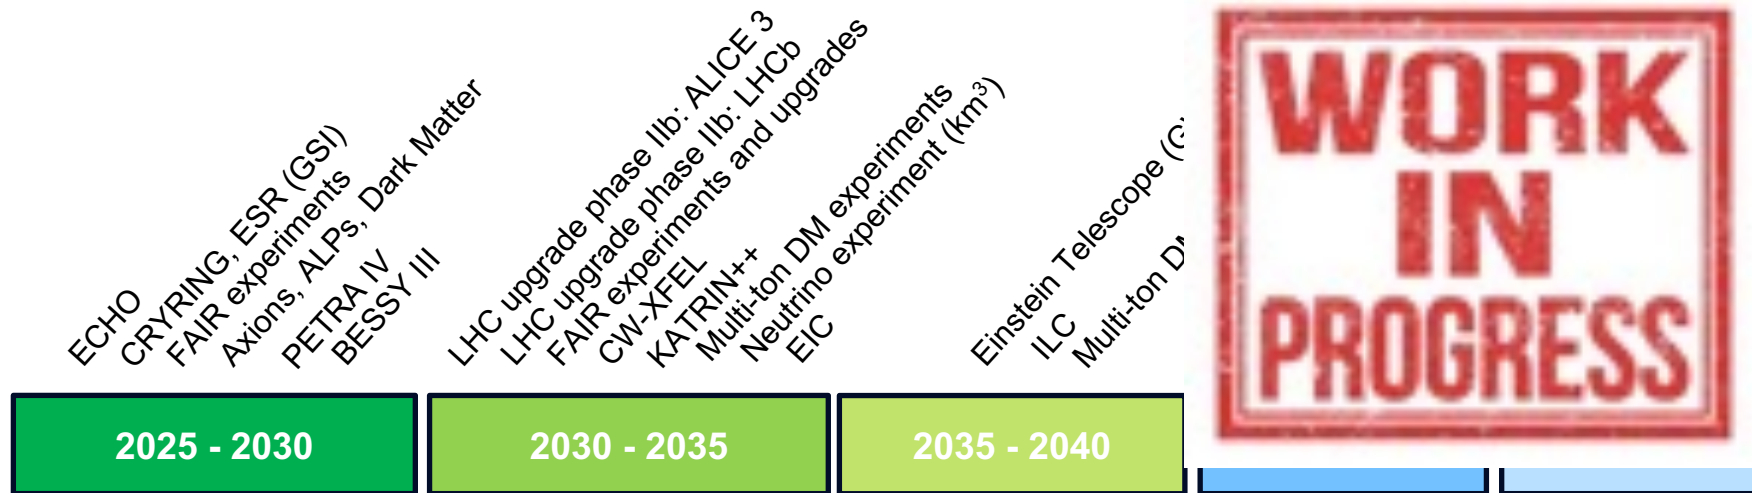 ECHO
CRYRING, ESR (GSI)
FAIR experiments
Axions, ALPs, Dark Matter
PETRA IV
BESSY III
LHC upgrade phase IIb: ALICE 3
LHC upgrade phase IIb: LHCb
FAIR experiments and upgrades
CW-XFEL
KATRIN++
Multi-ton DM experiments
Neutrino experiment (km³)
EIC
Einstein Telescope
ILC
Multi-ton
WORK
IN
PROGRESS
2025 - 2030
2030 - 2035
2035 - 2040